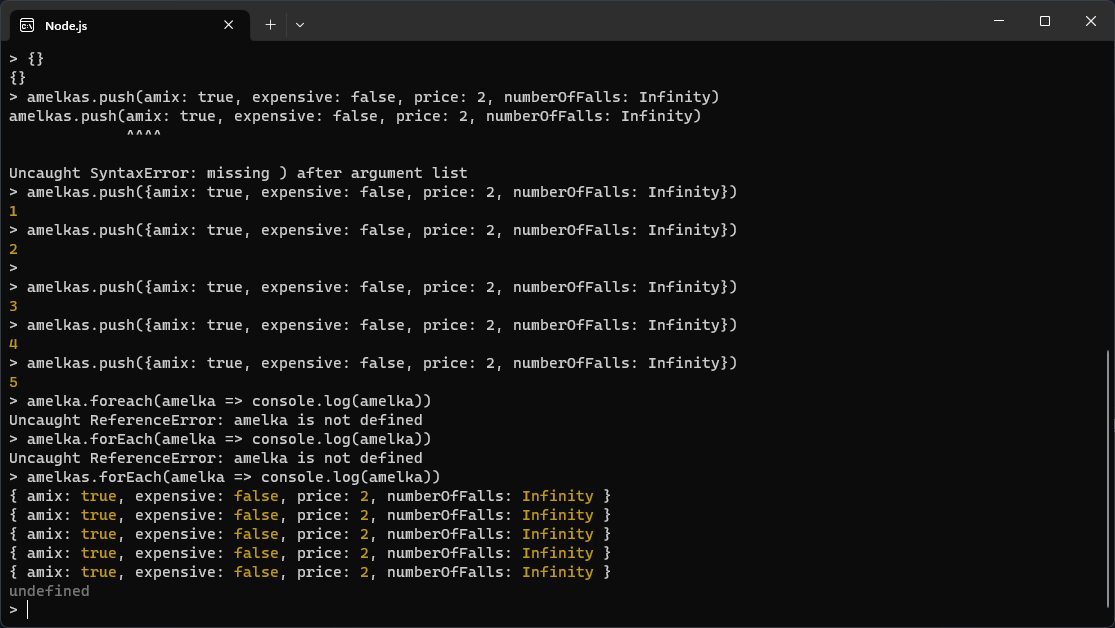 Node.js
> {}
{}
> amelkas.push(amix: true, expensive: false, price: 2, numberOfFalls: Infinity)
amelkas.push(amix: true, expensive: false, price: 2, numberOfFalls: Infinity)
             ^^^^
Uncaught SyntaxError: missing ) after argument list
> amelkas.push({amix: true, expensive: false, price: 2, numberOfFalls: Infinity})
1
> amelkas.push({amix: true, expensive: false, price: 2, numberOfFalls: Infinity})
2
>
> amelkas.push({amix: true, expensive: false, price: 2, numberOfFalls: Infinity})
3
> amelkas.push({amix: true, expensive: false, price: 2, numberOfFalls: Infinity})
4
> amelkas.push({amix: true, expensive: false, price: 2, numberOfFalls: Infinity})
5
> amelka.foreach(amelka => console.log(amelka))
Uncaught ReferenceError: amelka is not defined
> amelka.forEach(amelka => console.log(amelka))
Uncaught ReferenceError: amelka is not defined
> amelkas.forEach(amelka => console.log(amelka))
{ amix: true, expensive: false, price: 2, numberOfFalls: Infinity }
{ amix: true, expensive: false, price: 2, numberOfFalls: Infinity }
{ amix: true, expensive: false, price: 2, numberOfFalls: Infinity }
{ amix: true, expensive: false, price: 2, numberOfFalls: Infinity }
{ amix: true, expensive: false, price: 2, numberOfFalls: Infinity }
undefined
>